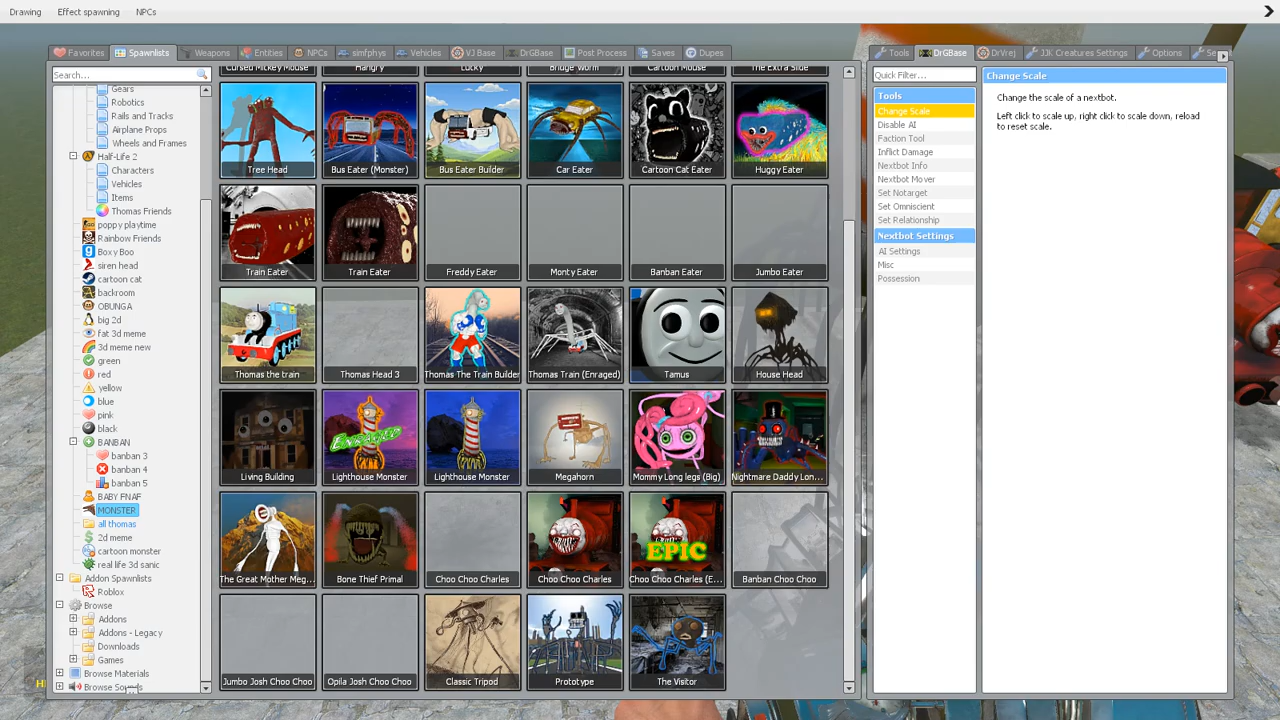 Drawing Effect spawning NPCs
Favorites Spawnlists Weapons Entities NPCs simfphys Vehicles VJ Base DrGBase Post Process Saves Dupes
Tools DrGBase DrVrej JJK Creatures Settings Options Se
Search...
Gears
Robotics
Rails and Tracks
Airplane Props
Wheels and Frames
Half-Life 2
Characters
Vehicles
Items
Thomas Friends
poppy playtime
Rainbow Friends
Boxy Boo
siren head
cartoon cat
backroom
OBUNGA
big 2d
fat 3d meme
3d meme new
green
red
yellow
blue
pink
black
BANBAN
banban 3
banban 4
banban 5
BABY FNAF
MONSTER
all thomas
2d meme
cartoon monster
real life 3d sanic
Addon Spawnlists
Roblox
Browse
Addons
Addons - Legacy
Downloads
Games
Browse Materials
Browse Sounds
Cursed Mickey Mouse Hangry Lucky Bridge Worm Cartoon Mouse The Extra Slide
Tree Head Bus Eater (Monster) Bus Eater Builder Car Eater Cartoon Cat Eater Huggy Eater
Train Eater Train Eater Freddy Eater Monty Eater Banban Eater Jumbo Eater
Thomas the train Thomas Head 3 Thomas The Train Builder Thomas Train (Enraged) Tamus House Head
Living Building Lighthouse Monster Lighthouse Monster Megahorn Mommy Long legs (Big) Nightmare Daddy Lon...
EPIC
The Great Mother Meg... Bone Thief Primal Choo Choo Charles Choo Choo Charles Choo Choo Charles (E... Banban Choo Choo
Jumbo Josh Choo Choo Opila Josh Choo Choo Classic Tripod Prototype The Visitor
Quick Filter...
Tools
Change Scale
Disable AI
Faction Tool
Inflict Damage
Nextbot Info
Nextbot Mover
Set Notarget
Set Omniscient
Set Relationship
Nextbot Settings
AI Settings
Misc
Possession
Change Scale
Change the scale of a nextbot.
Left click to scale up, right click to scale down, reload
to reset scale.